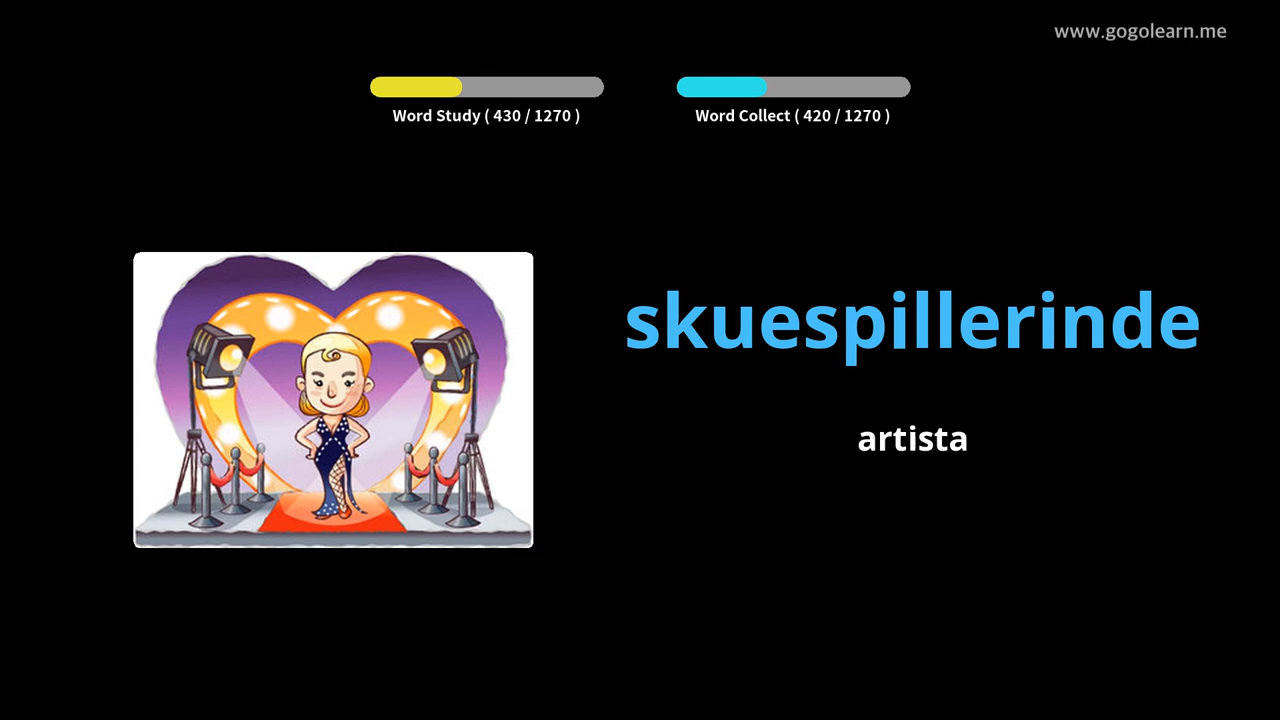 www.gogolearn.me
Word Study ( 430 / 1270 )
Word Collect ( 420 / 1270 )
skuespillerinde
artista